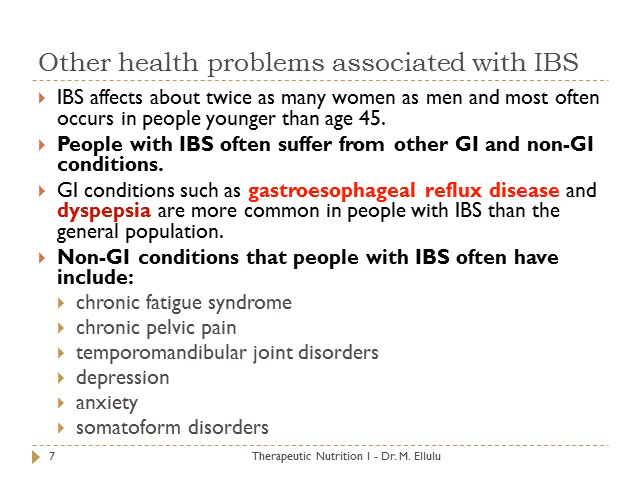 Other health problems associated with IBS
IBS affects about twice as many women as men and most often
occurs in people younger than age 45.
People with IBS often suffer from other GI and non-GI
conditions.
GI conditions such as gastroesophageal reflux disease and
dyspepsia are more common in people with IBS than the
general population.
Non-GI conditions that people with IBS often have
include:
chronic fatigue syndrome
chronic pelvic pain
temporomandibular joint disorders
depression
anxiety
somatoform disorders
7 Therapeutic Nutrition I - Dr. M. Ellulu